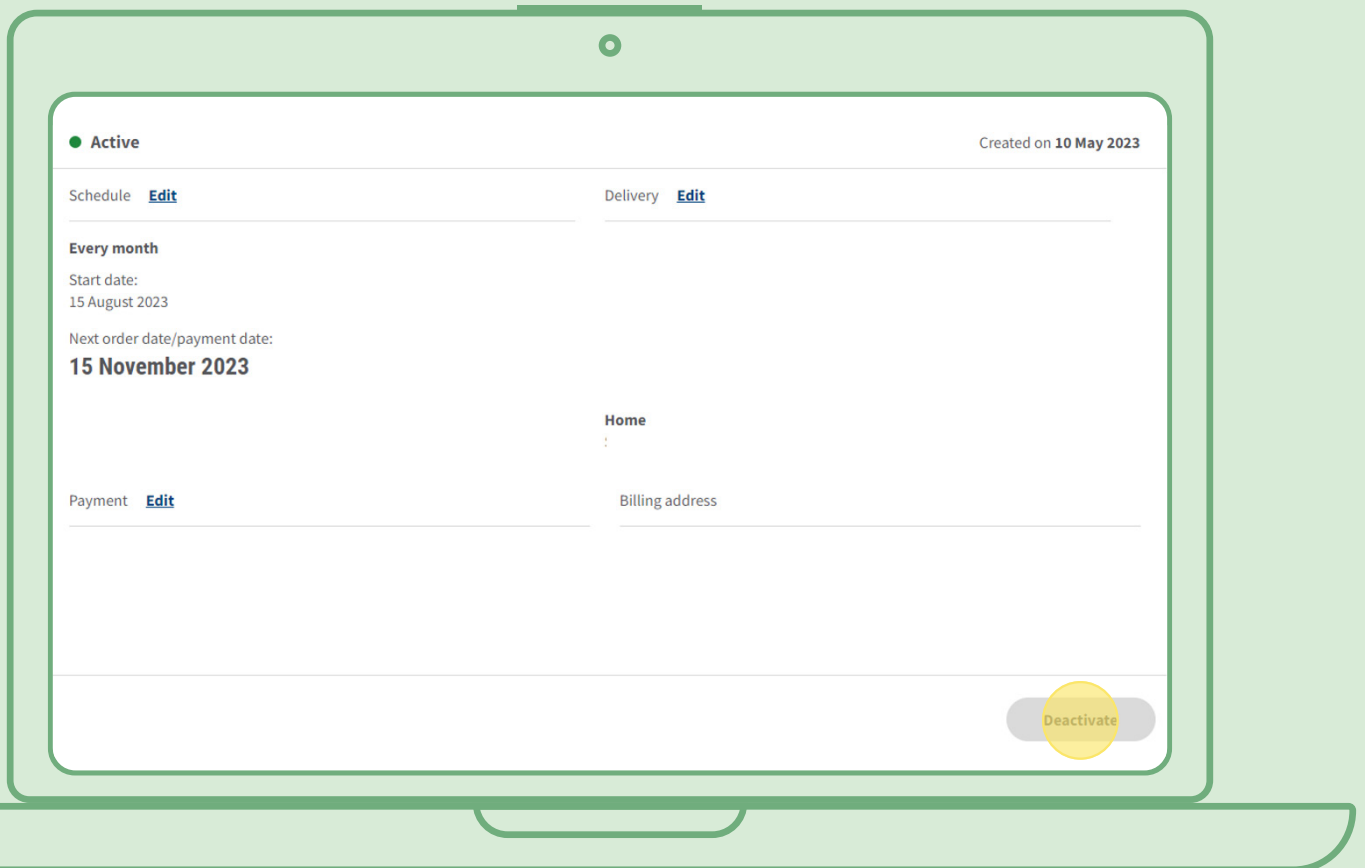 Active
Created on 10 May 2023
Schedule Edit
Delivery Edit
Every month
Start date:
15 August 2023
Next order date/payment date:
15 November 2023
Home
Payment Edit
Billing address
Deactivate